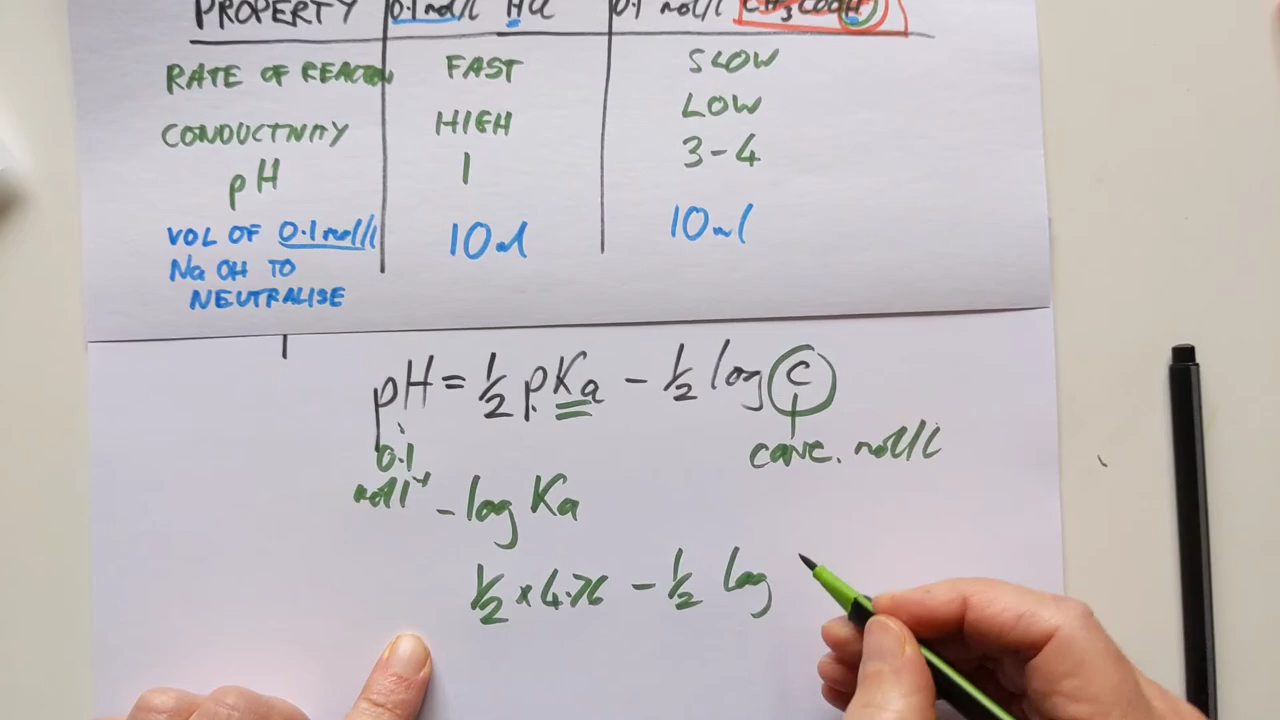 PROPERTY 0.1 mol/l HCl 0.1 mol/l CH3COOH
RATE OF REACTON FAST SLOW
CONDUCTIVITY HIGH LOW
pH 1 3-4
VOL OF 0.1 mol/l 10ml 10ml
NaOH TO
NEUTRALISE
pH = 1/2 pKa - 1/2 log c
0.1 conc. mol/l
mol l-1 - log Ka
1/2 × 4.76 - 1/2 log